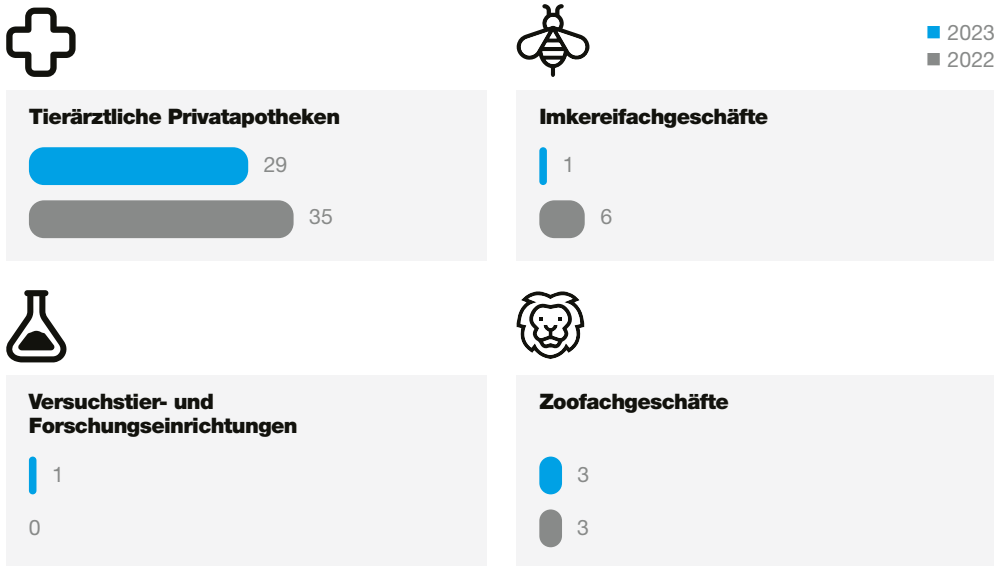 2023
2022
Tierärztliche Privatapotheken
29
35
Imkereifachgeschäfte
1
6
Versuchstier- und
Forschungseinrichtungen
1
0
Zoofachgeschäfte
3
3